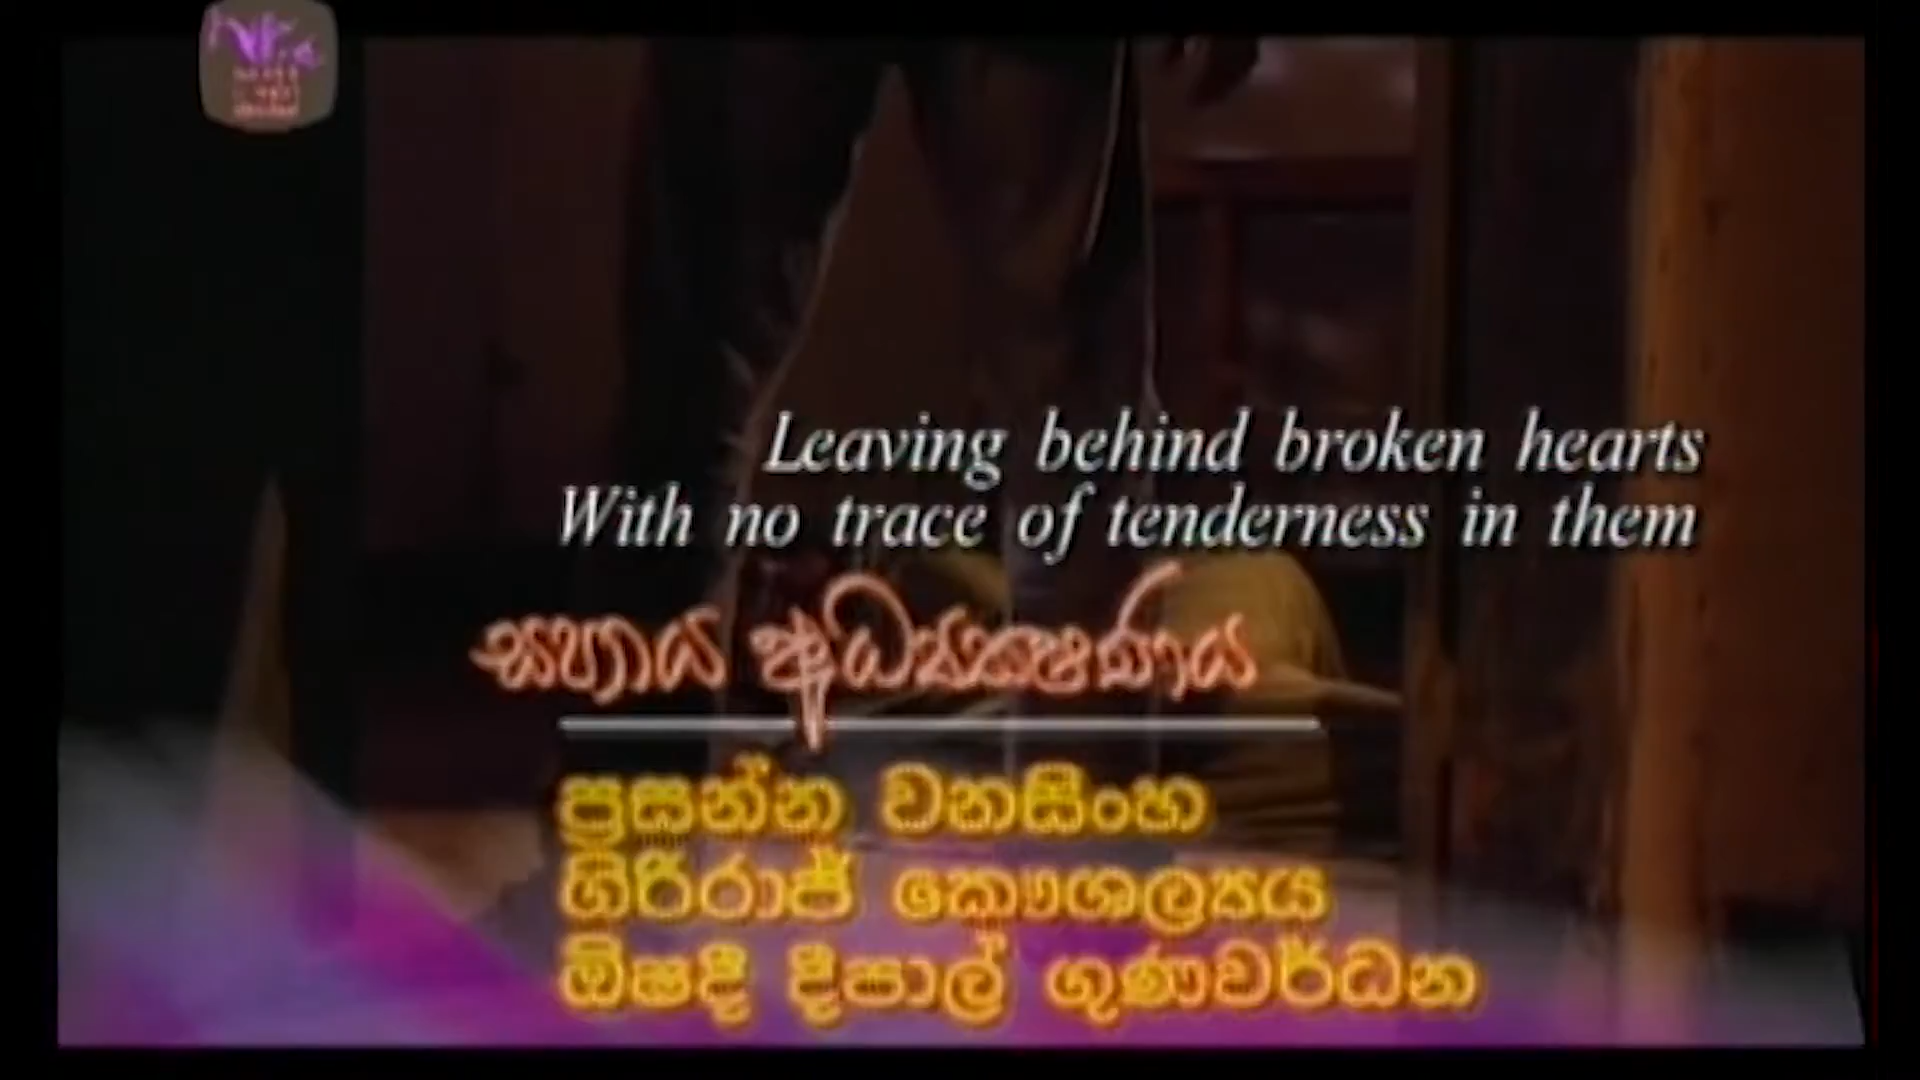 Leaving behind broken hearts
With no trace of tenderness in them
සහාය අධ්‍යක්ෂණය
ප්‍රසන්න වනසිංහ
ගිරිරාජ් කෞශල්‍යය
ඕසදී දීපාල් ගුණවර්ධන